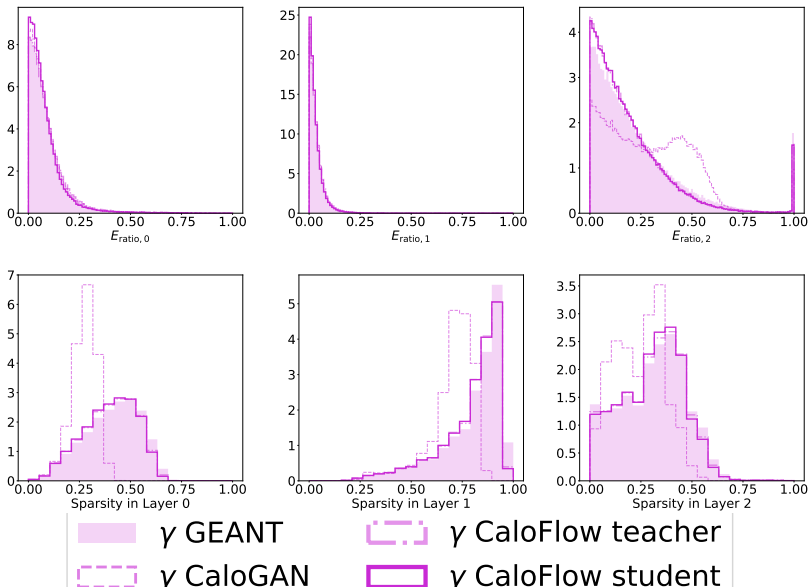 8
6
4
2
0
0.00 0.25 0.50 0.75 1.00
E_ratio, 0
25
20
15
10
5
0
0.00 0.25 0.50 0.75 1.00
E_ratio, 1
4
3
2
1
0
0.00 0.25 0.50 0.75 1.00
E_ratio, 2
7
6
5
4
3
2
1
0
0.00 0.25 0.50 0.75 1.00
Sparsity in Layer 0
5
4
3
2
1
0
0.00 0.25 0.50 0.75 1.00
Sparsity in Layer 1
3.5
3.0
2.5
2.0
1.5
1.0
0.5
0.0
0.00 0.25 0.50 0.75 1.00
Sparsity in Layer 2
γ GEANT
γ CaloGAN
γ CaloFlow teacher
γ CaloFlow student